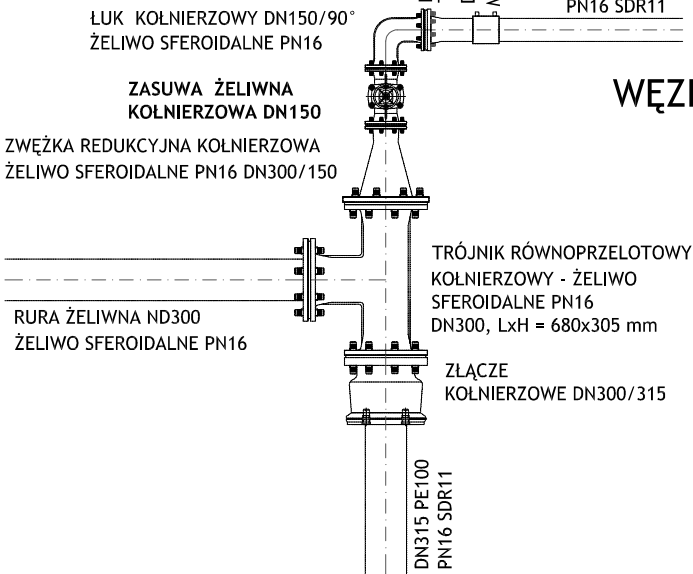 ŁUK KOŁNIERZOWY DN150/90°
ŻELIWO SFEROIDALNE PN16
PN16 SDR11
ZASUWA ŻELIWNA
KOŁNIERZOWA DN150
ZWĘŻKA REDUKCYJNA KOŁNIERZOWA
ŻELIWO SFEROIDALNE PN16 DN300/150
TRÓJNIK RÓWNOPRZELOTOWY
KOŁNIERZOWY - ŻELIWO
SFEROIDALNE PN16
DN300, LxH = 680x305 mm
RURA ŻELIWNA ND300
ŻELIWO SFEROIDALNE PN16
ZŁĄCZE
KOŁNIERZOWE DN300/315
DN315 PE100
PN16 SDR11